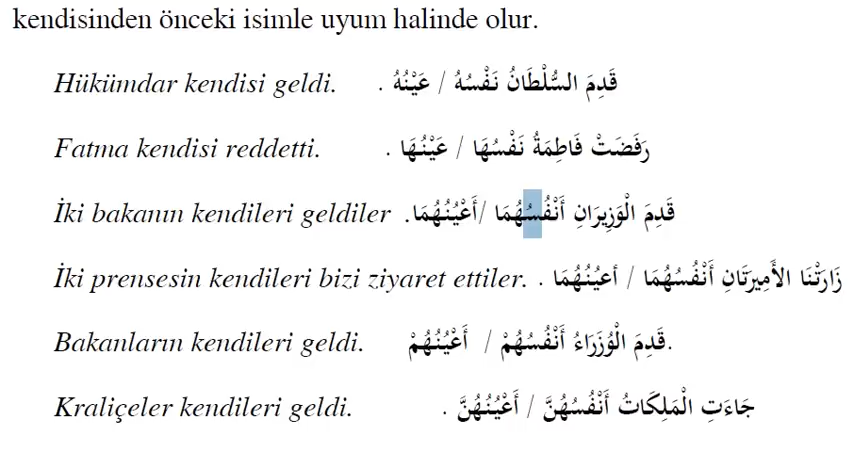 kendisinden önceki isimle uyum halinde olur.
Hükümdar kendisi geldi. قَدِمَ السُّلْطَانُ نَفْسُهُ / عَيْنُهُ .
Fatma kendisi reddetti. رَفَضَتْ فَاطِمَةُ نَفْسُهَا / عَيْنُهَا .
İki bakanın kendileri geldiler قَدِمَ الْوَزِيرَانِ أَنْفُسُهُمَا /أَعْيُنُهُمَا.
İki prensesin kendileri bizi ziyaret ettiler. زَارَتْنَا الأَمِيرَتَانِ أَنْفُسُهُمَا / أعيُنُهُمَا .
Bakanların kendileri geldi. قَدِمَ الْوُزَرَاءُ أَنْفُسُهُمْ / أَعْيُنُهُمْ.
Kraliçeler kendileri geldi. جَاءَتِ الْمَلِكَاتُ أَنْفُسُهُنَّ / أَعْيُنُهُنَّ .